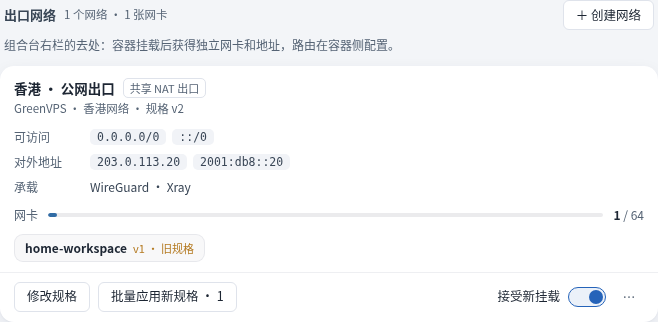 出口网络 1 个网络 · 1 张网卡
＋ 创建网络
组合台右栏的去处：容器挂载后获得独立网卡和地址，路由在容器侧配置。
香港 · 公网出口 共享 NAT 出口
GreenVPS · 香港网络 · 规格 v2
可访问 0.0.0.0/0 ::/0
对外地址 203.0.113.20 2001:db8::20
承载 WireGuard · Xray
网卡 1 / 64
home-workspace v1 · 旧规格
修改规格 批量应用新规格 · 1 接受新挂载 ···